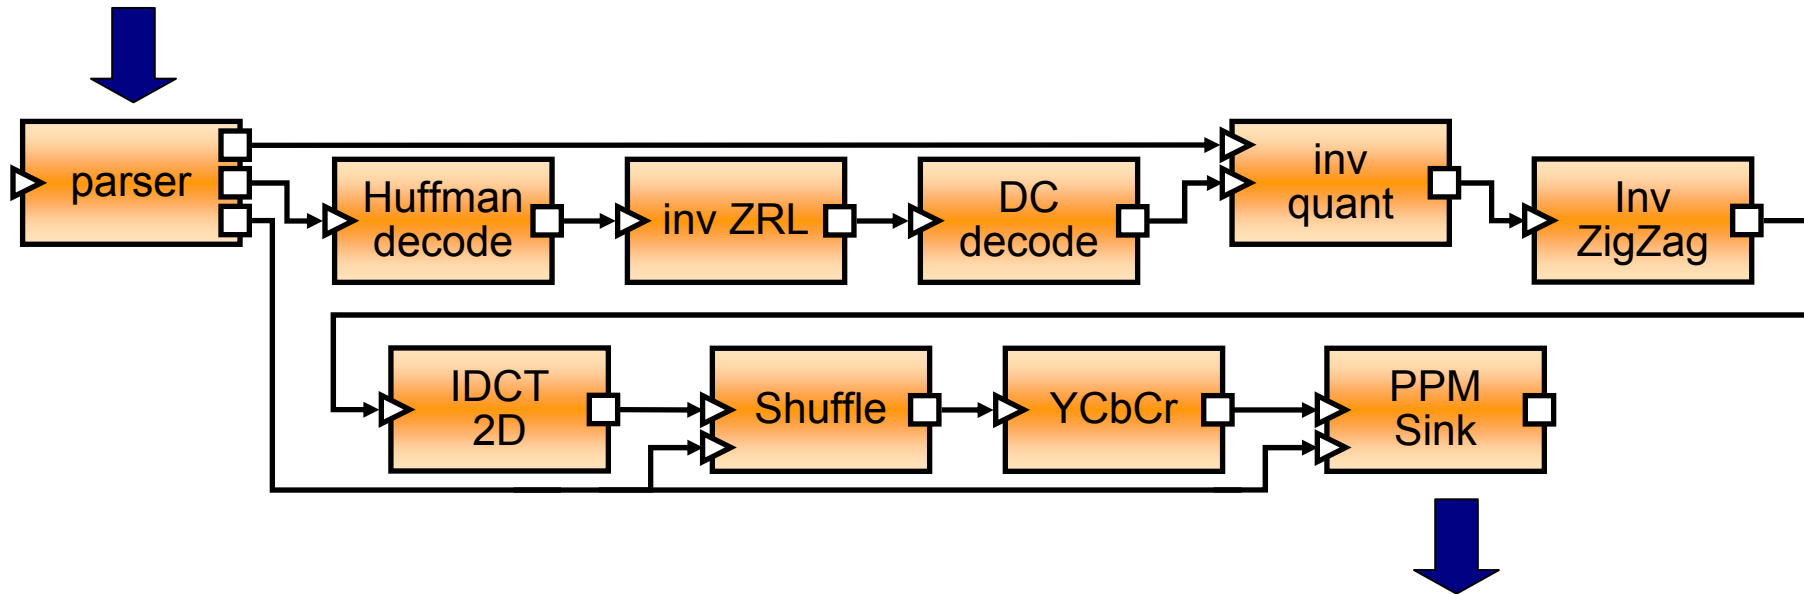 parser
Huffman
decode
inv ZRL
DC
decode
inv
quant
Inv
ZigZag
IDCT
2D
Shuffle
YCbCr
PPM
Sink